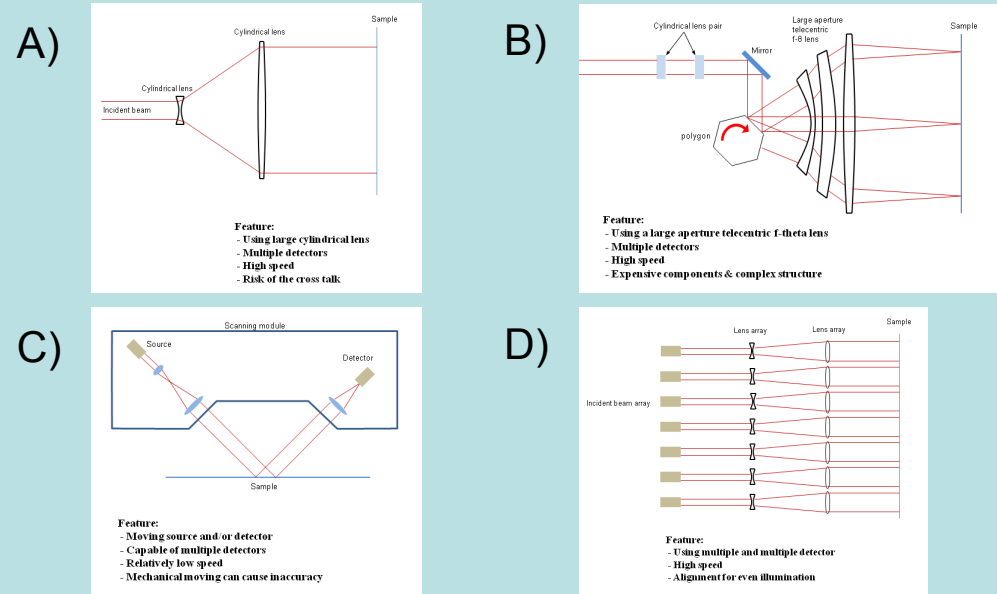 A)
Sample
Cylindrical lens
Cylindrical lens
Incident beam
Feature:
- Using large cylindrical lens
- Multiple detectors
- High speed
- Risk of the cross talk
B)
Cylindrical lens pair
Mirror
Large aperture
telecentric
f-θ lens
Sample
polygon
Feature:
- Using a large aperture telecentric f-theta lens
- Multiple detectors
- High speed
- Expensive components & complex structure
C)
Scanning module
Source
Detector
Sample
Feature:
- Moving source and/or detector
- Capable of multiple detectors
- Relatively low speed
- Mechanical moving can cause inaccuracy
D)
Lens array
Lens array
Sample
Incident beam array
Feature:
- Using multiple and multiple detector
- High speed
- Alignment for even illumination